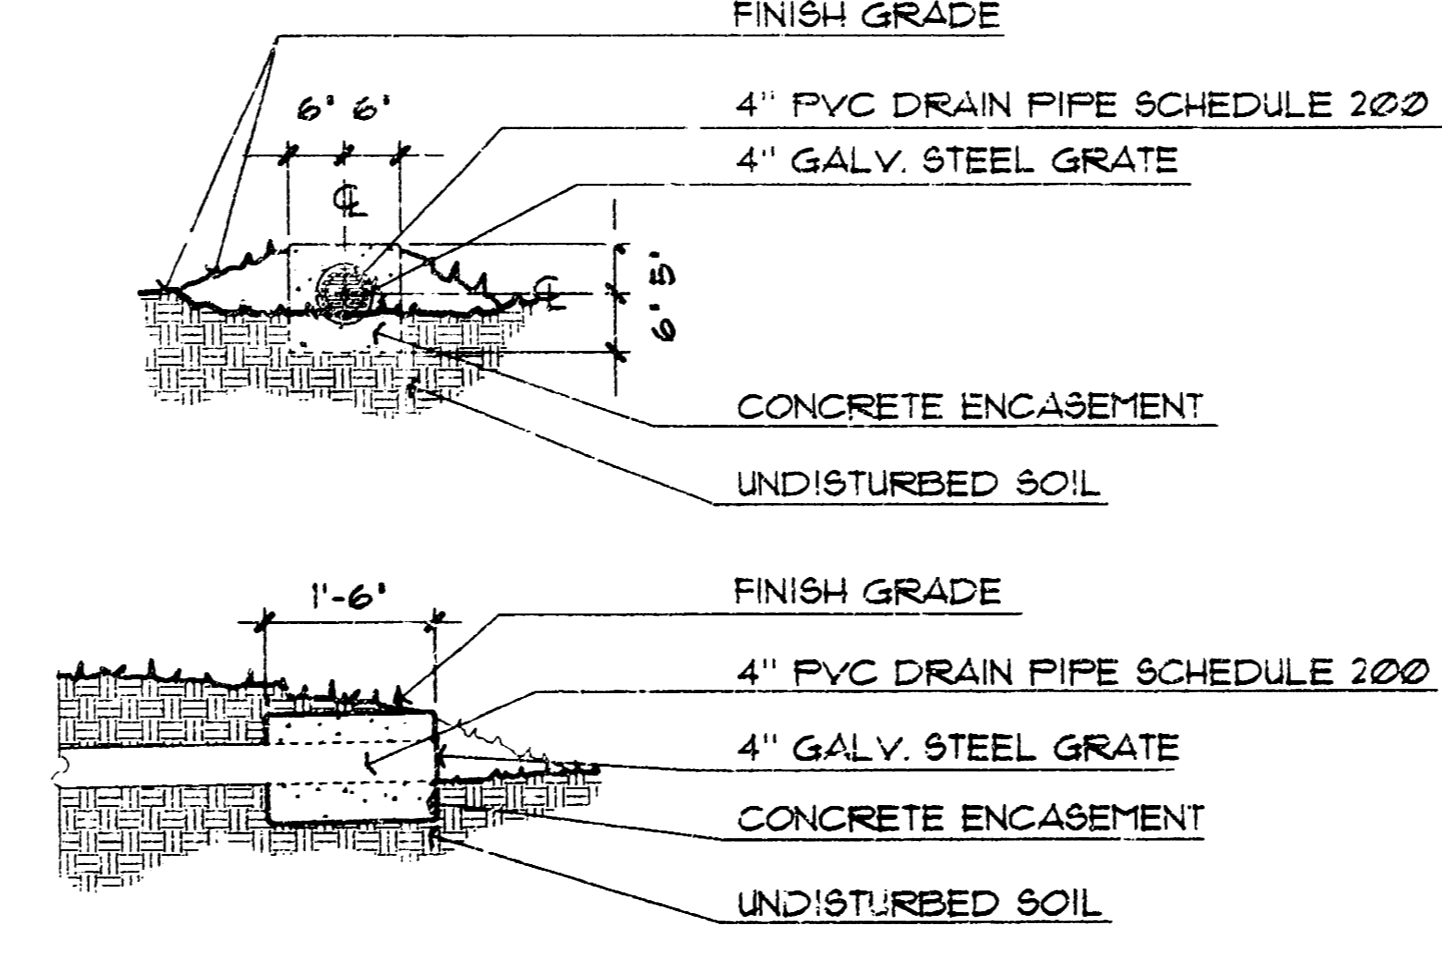 FINISH GRADE
6" 6"
4" PVC DRAIN PIPE SCHEDULE 200
4" GALV. STEEL GRATE
℄
5"
℄
6"
CONCRETE ENCASEMENT
UNDISTURBED SOIL
1'-6"
FINISH GRADE
4" PVC DRAIN PIPE SCHEDULE 200
4" GALV. STEEL GRATE
CONCRETE ENCASEMENT
UNDISTURBED SOIL